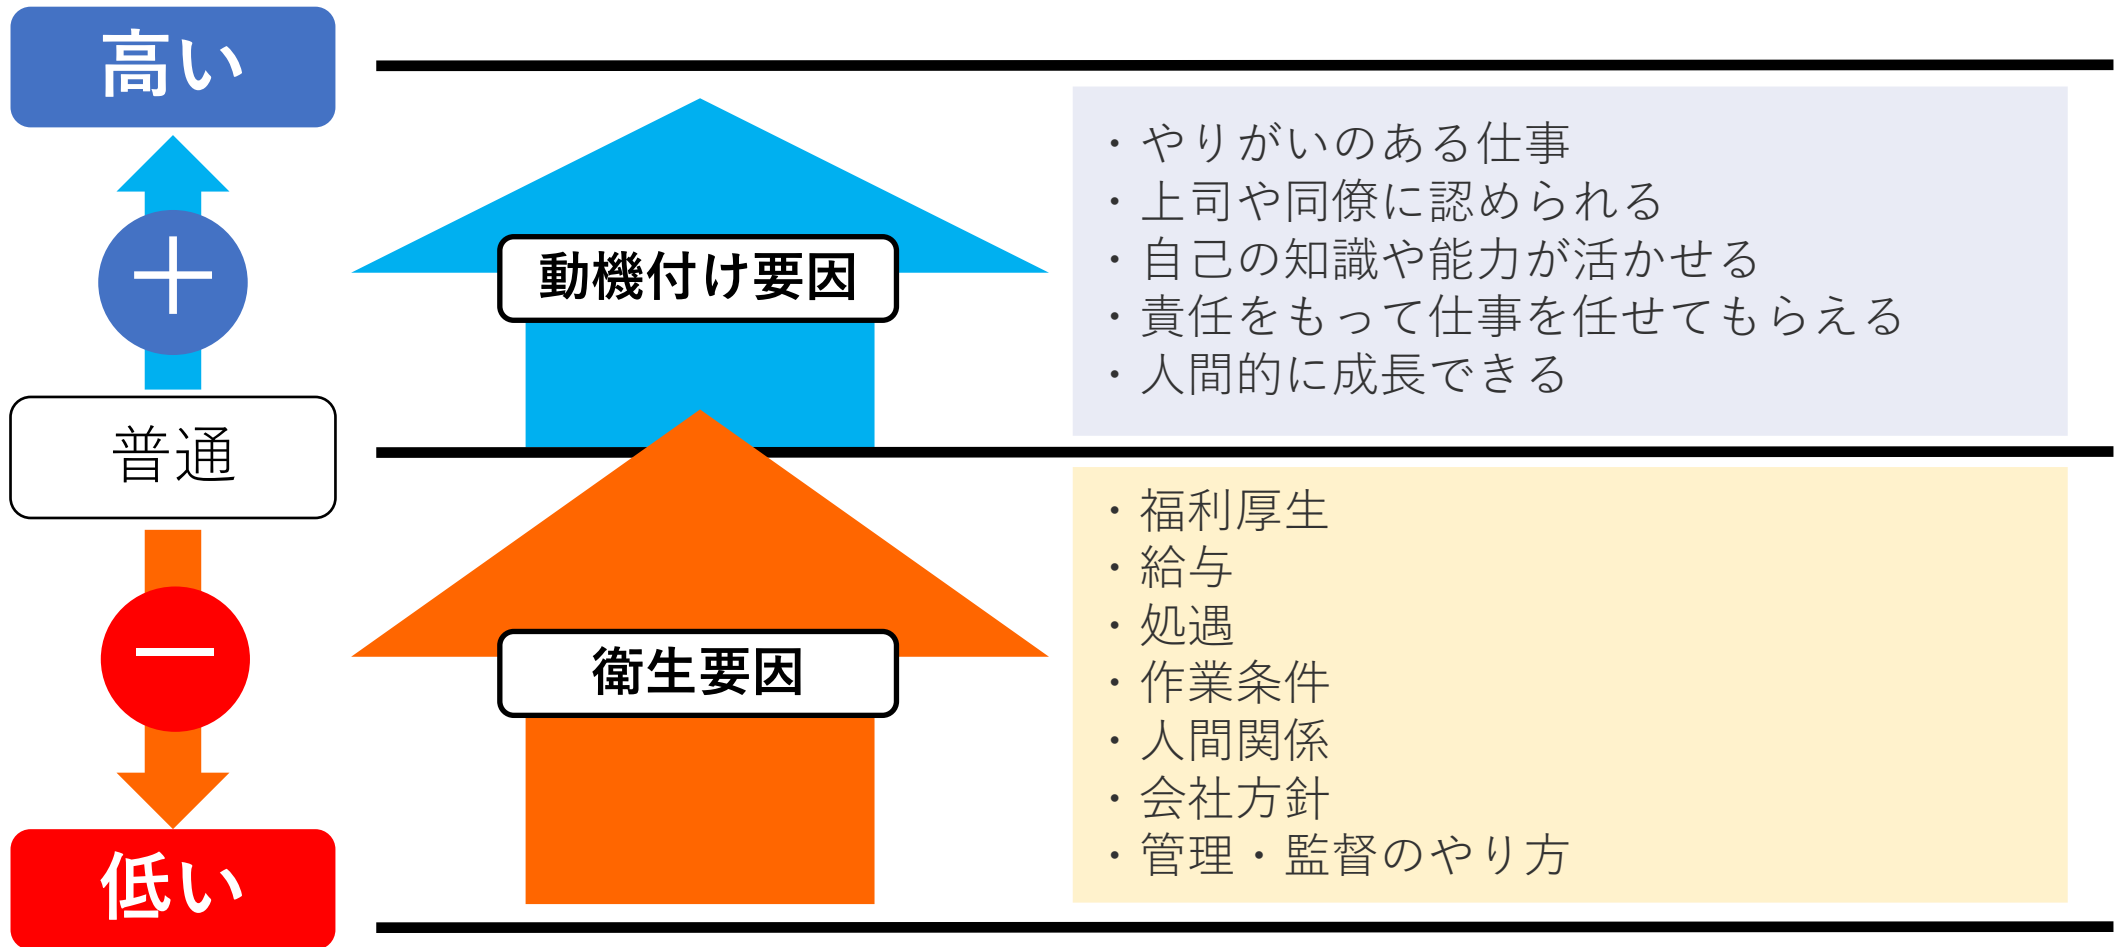 高い
＋
動機付け要因
・やりがいのある仕事
・上司や同僚に認められる
・自己の知識や能力が活かせる
・責任をもって仕事を任せてもらえる
・人間的に成長できる
普通
－
衛生要因
・福利厚生
・給与
・処遇
・作業条件
・人間関係
・会社方針
・管理・監督のやり方
低い